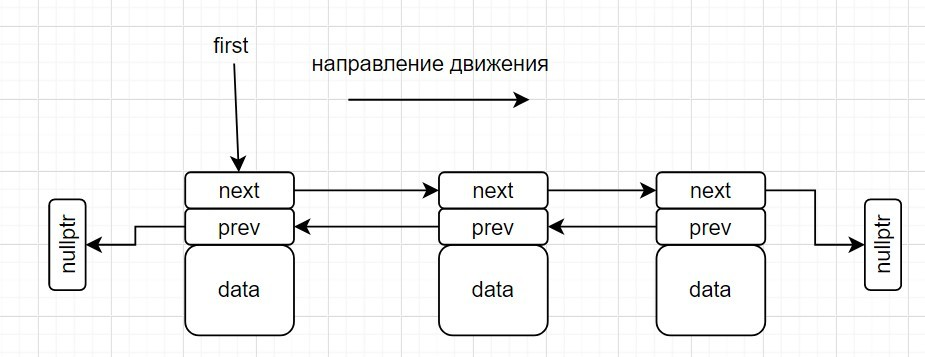 first
направление движения
next
next
next
nullptr
prev
prev
prev
nullptr
data
data
data